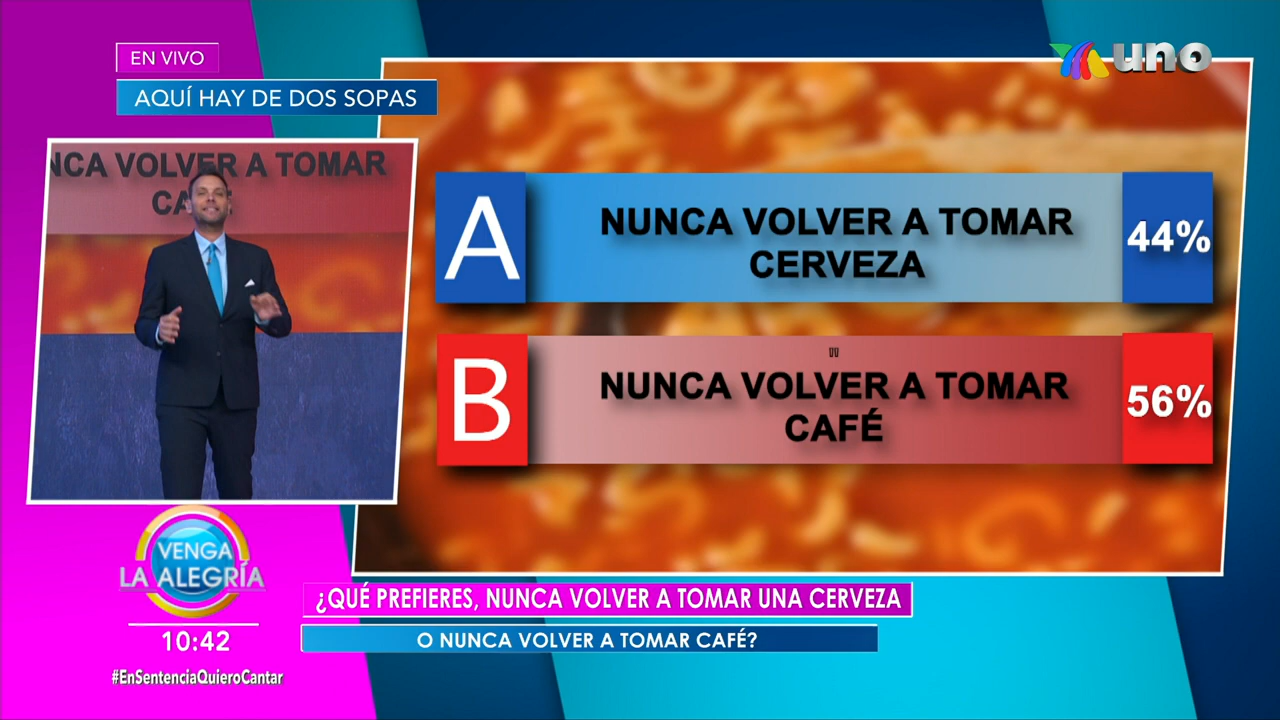 EN VIVO
AQUÍ HAY DE DOS SOPAS
uno
NCA VOLVER A TOMAR
A
NUNCA VOLVER A TOMAR
CERVEZA
44%
B
NUNCA VOLVER A TOMAR
CAFÉ
56%
VENGA
LA ALEGRÍA
10:42
#EnSentenciaQuieroCantar
¿QUÉ PREFIERES, NUNCA VOLVER A TOMAR UNA CERVEZA
O NUNCA VOLVER A TOMAR CAFÉ?